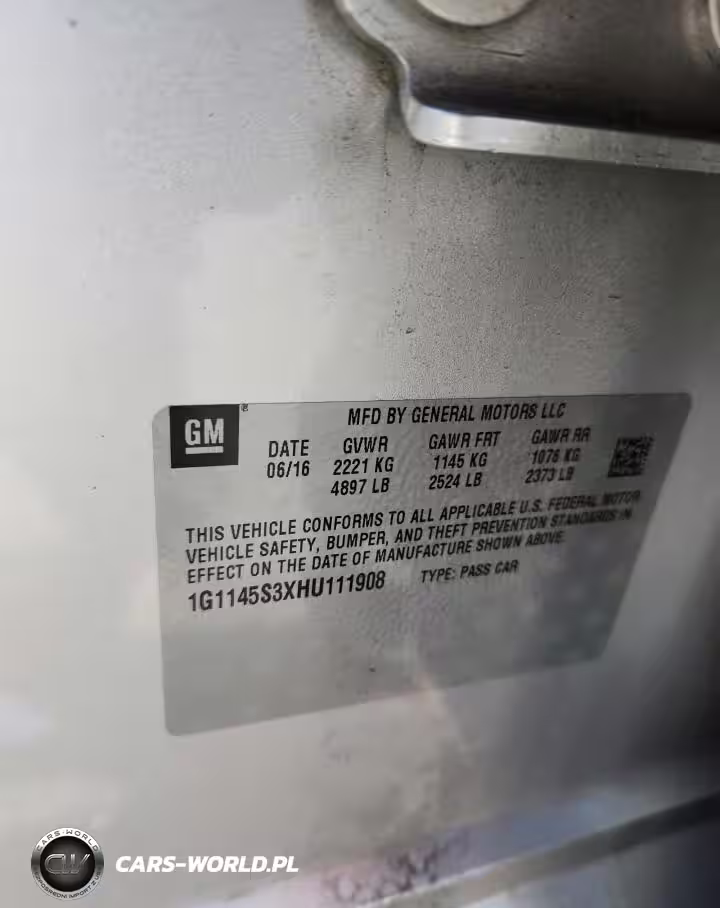 GM
MFD BY GENERAL MOTORS LLC
DATE GVWR GAWR FRT GAWR RR
06/16 2221 KG 1145 KG 1076 KG
4897 LB 2524 LB 2373 LB
THIS VEHICLE CONFORMS TO ALL APPLICABLE U.S. FEDERAL MOTOR
VEHICLE SAFETY, BUMPER, AND THEFT PREVENTION STANDARDS IN
EFFECT ON THE DATE OF MANUFACTURE SHOWN ABOVE.
1G1145S3XHU111908 TYPE: PASS CAR
CARS-WORLD
CW
CARS-WORLD.PL